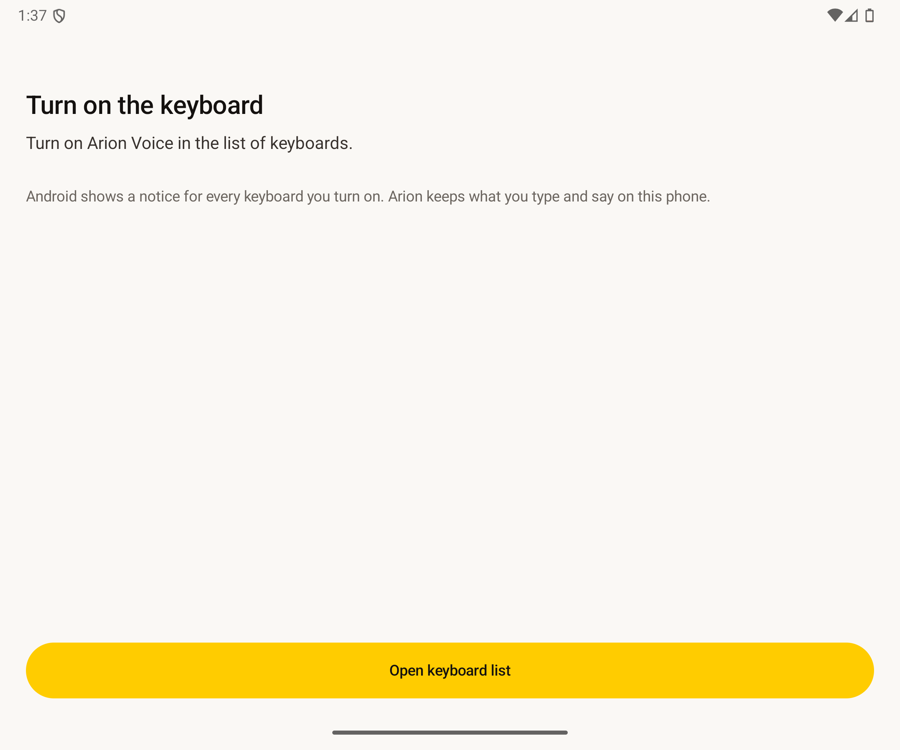 1:37
Turn on the keyboard
Turn on Arion Voice in the list of keyboards.
Android shows a notice for every keyboard you turn on. Arion keeps what you type and say on this phone.
Open keyboard list